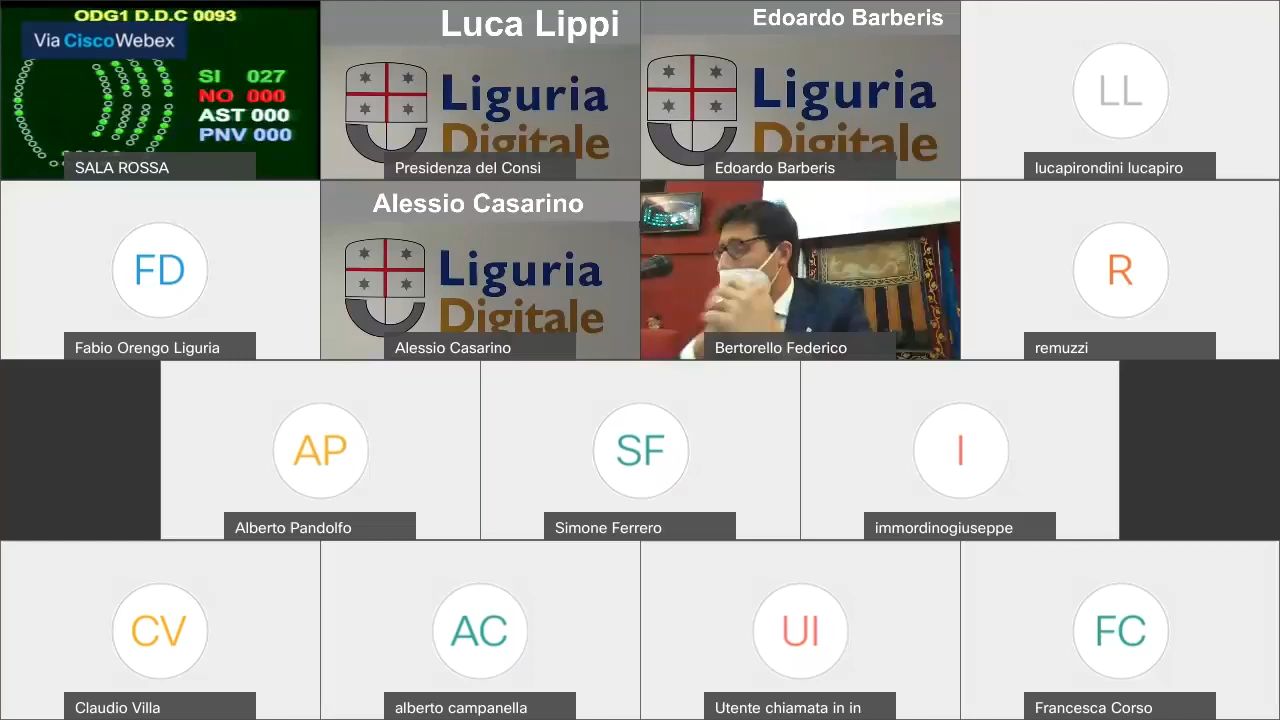 ODG1 D.D.C 0093
Via Cisco Webex
SI 027
NO 000
AST 000
PNV 000
SALA ROSSA
Luca Lippi
Liguria
Digitale
Presidenza del Consi
Edoardo Barberis
Liguria
Digitale
Edoardo Barberis
LL
lucapirondini lucapiro
FD
Fabio Orengo Liguria
Alessio Casarino
Liguria
Digitale
Alessio Casarino
Bertorello Federico
R
remuzzi
AP
Alberto Pandolfo
SF
Simone Ferrero
I
immordinogiuseppe
CV
Claudio Villa
AC
alberto campanella
UI
Utente chiamata in in
FC
Francesca Corso